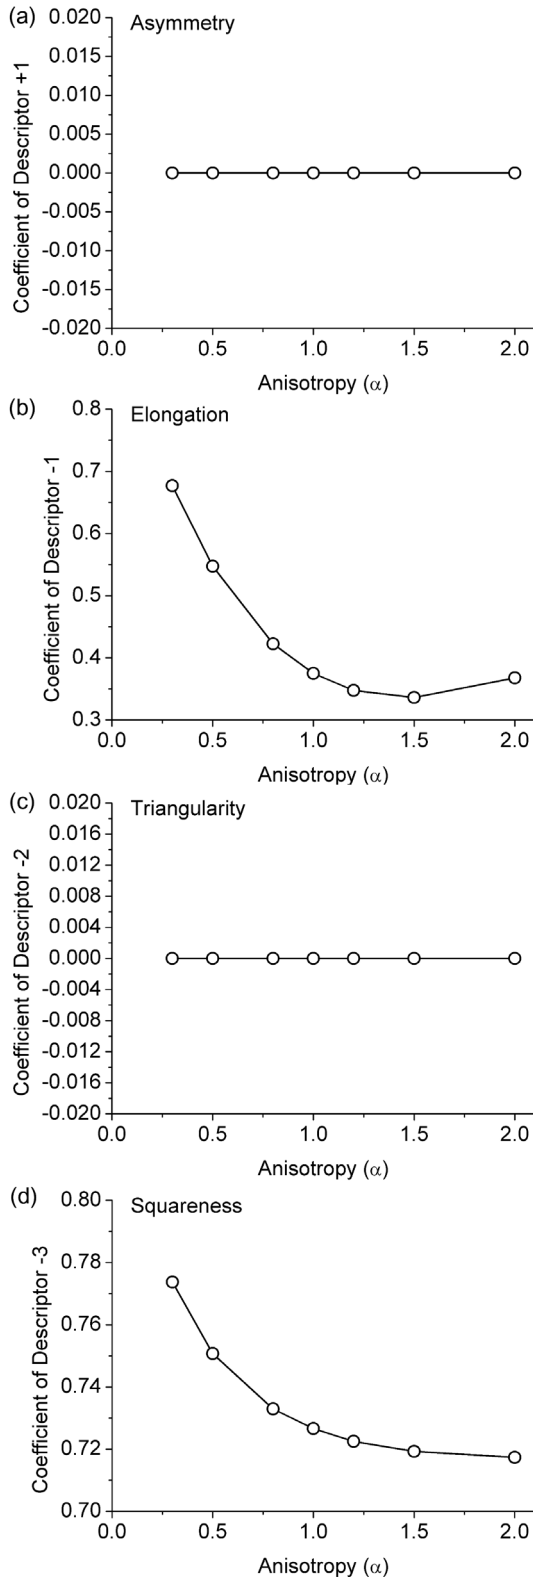 (a)
Asymmetry
Coefficient of Descriptor +1
0.020
0.015
0.010
0.005
0.000
-0.005
-0.010
-0.015
-0.020
0.0 0.5 1.0 1.5 2.0
Anisotropy (α)
(b)
Elongation
Coefficient of Descriptor -1
0.8
0.7
0.6
0.5
0.4
0.3
0.0 0.5 1.0 1.5 2.0
Anisotropy (α)
(c)
Triangularity
Coefficient of Descriptor -2
0.020
0.016
0.012
0.008
0.004
0.000
-0.004
-0.008
-0.012
-0.016
-0.020
0.0 0.5 1.0 1.5 2.0
Anisotropy (α)
(d)
Squareness
Coefficient of Descriptor -3
0.80
0.78
0.76
0.74
0.72
0.70
0.0 0.5 1.0 1.5 2.0
Anisotropy (α)